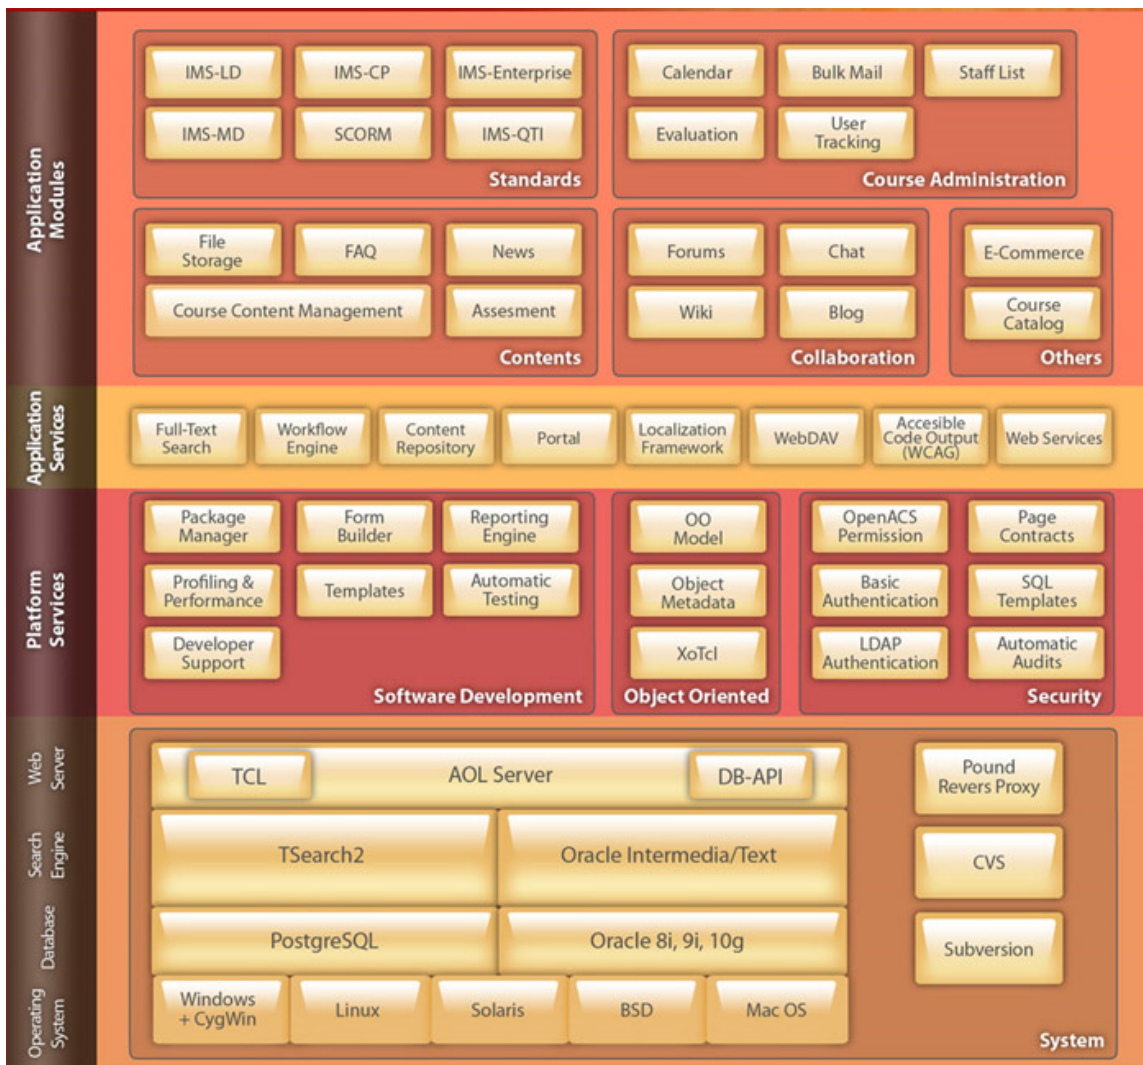 Application
Modules
IMS-LD
IMS-CP
IMS-Enterprise
IMS-MD
SCORM
IMS-QTI
Standards
Calendar
Bulk Mail
Staff List
Evaluation
User
Tracking
Course Administration
File
Storage
FAQ
News
Course Content Management
Assesment
Contents
Forums
Chat
Wiki
Blog
Collaboration
E-Commerce
Course
Catalog
Others
Application
Services
Full-Text
Search
Workflow
Engine
Content
Repository
Portal
Localization
Framework
WebDAV
Accesible
Code Output
(WCAG)
Web Services
Platform
Services
Package
Manager
Form
Builder
Reporting
Engine
Profiling &
Performance
Templates
Automatic
Testing
Developer
Support
Software Development
OO
Model
Object
Metadata
XoTcl
Object Oriented
OpenACS
Permission
Page
Contracts
Basic
Authentication
SQL
Templates
LDAP
Authentication
Automatic
Audits
Security
Web
Server
TCL
AOL Server
DB-API
Pound
Revers Proxy
Search
Engine
TSearch2
Oracle Intermedia/Text
CVS
Database
PostgreSQL
Oracle 8i, 9i, 10g
Subversion
Operating
System
Windows
+ CygWin
Linux
Solaris
BSD
Mac OS
System